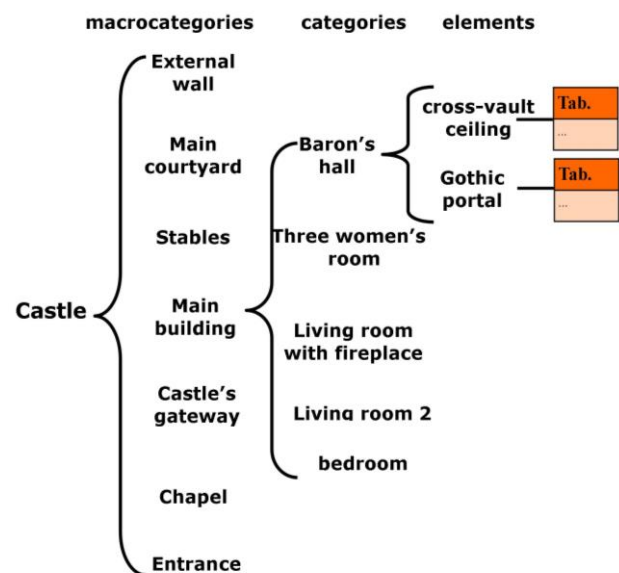 macrocategories categories elements
External
wall
Main
courtyard
Stables
Castle
Main
building
Castle's
gateway
Chapel
Entrance
Baron's
hall
Three women's
room
Living room
with fireplace
Living room 2
bedroom
cross-vault
ceiling
Gothic
portal
Tab.
...
Tab.
...